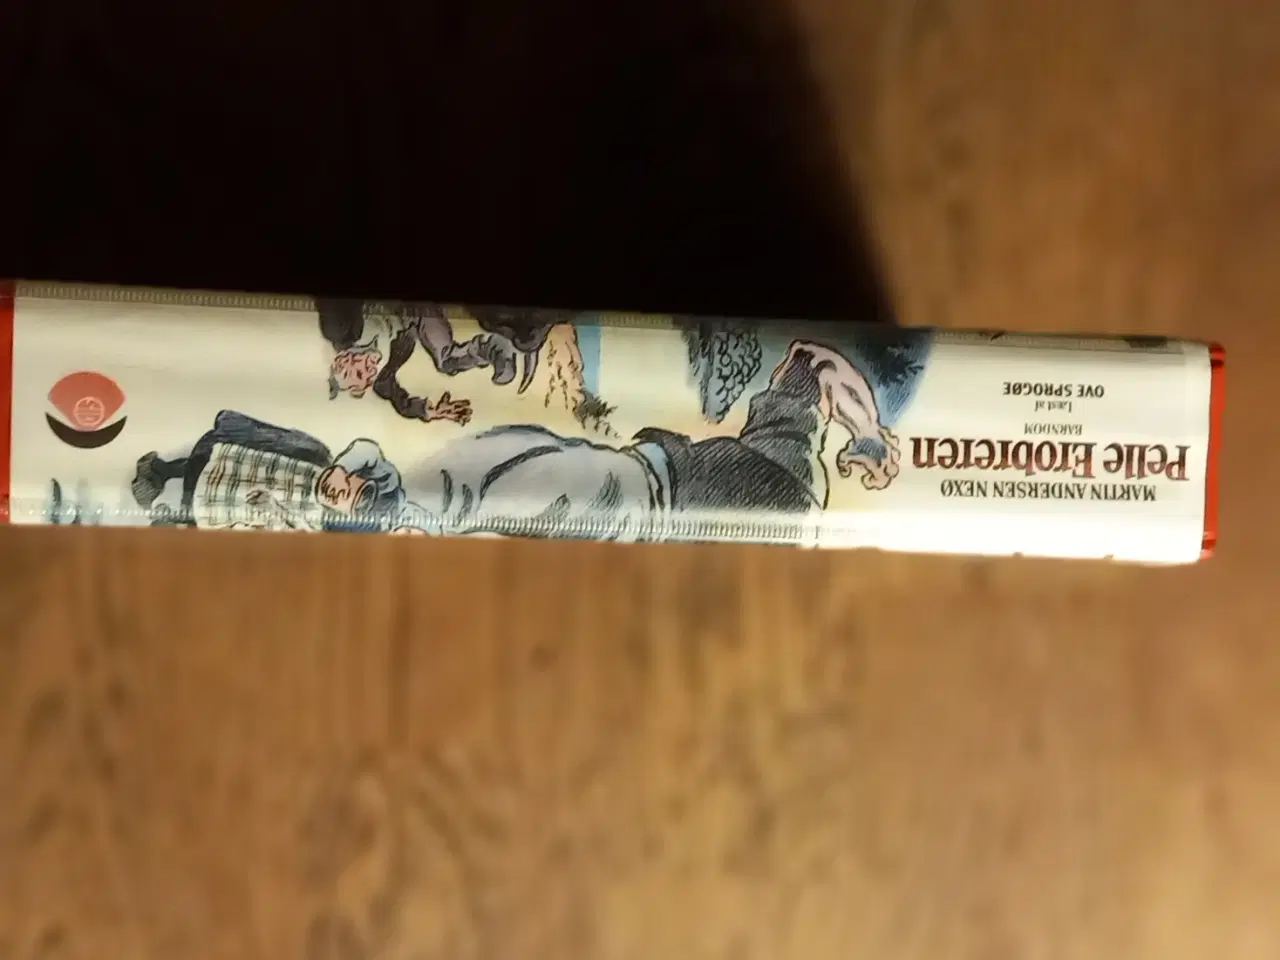 MARTIN ANDERSEN NEXØ
Pelle Erobreren
BARNDOM
Læst af
OVE SPROGØE